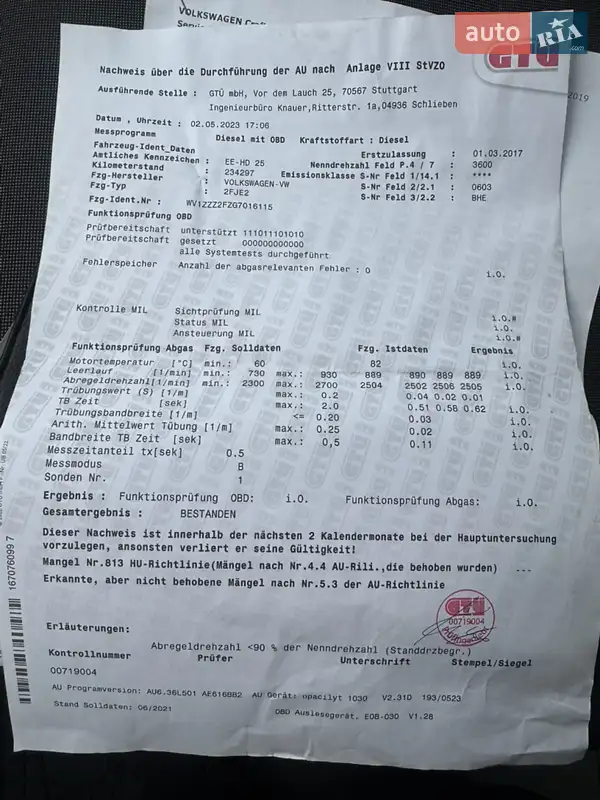 VOLKSWAGEN
auto RIA .com
GTÜ
2019
Nachweis über die Durchführung der AU nach Anlage VIII StVZO
Ausführende Stelle : GTÜ mbH, Vor dem Lauch 25, 70567 Stuttgart
Ingenieurbüro Knauer,Ritterstr. 1a,04936 Schlieben
Datum , Uhrzeit : 02.05.2023 17:06
Messprogramm Diesel mit OBD Kraftstoffart : Diesel
Fahrzeug-Ident_Daten Erstzulassung : 01.03.2017
Amtliches Kennzeichen : EE-HD 25 Nenndrehzahl Feld P.4 / 7 : 3600
Kilometerstand : 234297 Emissionsklasse S-Nr Feld 1/14.1 : ****
Fzg-Hersteller : VOLKSWAGEN-VW S-Nr Feld 2/2.1 : 0603
Fzg-Typ : 2FJE2 S-Nr Feld 3/2.2 : BHE
Fzg-Ident.Nr : WV1ZZZ2FZG7016115
Funktionsprüfung OBD
Prüfbereitschaft unterstützt 111011101010
Prüfbereitschaft gesetzt 000000000000
alle Systemtests durchgeführt
Fehlerspeicher Anzahl der abgasrelevanten Fehler : 0 i.O.
Kontrolle MIL Sichtprüfung MIL i.O.#
Status MIL i.O.
Ansteuerung MIL i.O.#
Funktionsprüfung Abgas Fzg. Solldaten Fzg. Istdaten Ergebnis
Motortemperatur [°C] min.: 60 82 i.O.
Leerlauf [1/min] min.: 730 max.: 930 889 890 889 889 i.O.
Abregeldrehzahl[1/min] min.: 2300 max.: 2700 2504 2502 2506 2505 i.O.
Trübungswert (S) [1/m] max.: 0.2 0.04 0.02 0.01
TB Zeit [sek] max.: 2.0 0.51 0.58 0.62 i.O.
Trübungsbandbreite [1/m] <= 0.20 0.03 i.O.
Arith. Mittelwert Tübung [1/m] max.: 0.25 0.02 i.O.
Bandbreite TB Zeit [sek] max.: 0,5 0.11 i.O.
Messzeitanteil tx[sek] 0.5
Messmodus B
Sonden Nr. 1
Ergebnis : Funktionsprüfung OBD: i.O. Funktionsprüfung Abgas: i.O.
Gesamtergebnis : BESTANDEN
Dieser Nachweis ist innerhalb der nächsten 2 Kalendermonate bei der Hauptuntersuchung
vorzulegen, ansonsten verliert er seine Gültigkeit!
Mangel Nr.813 HU-Richtlinie(Mängel nach Nr.4.4 AU-Rili.,die behoben wurden) ---
Erkannte, aber nicht behobene Mängel nach Nr.5.3 der AU-Richtlinie
GTÜ
00719004
Prüfingenieur
Erläuterungen:
Abregeldrehzahl <90 % der Nenndrehzahl (Standdrzbegr.)
Kontrollnummer Prüfer Unterschrift Stempel/Siegel
00719004
AU Programversion: AU6.36L501 AE616BB2 AU Gerät: opacilyt 1030 V2.31D 193/0523
Stand Solldaten: 06/2021 OBD Auslesegerät. E08-030 V1.28
167076099 7